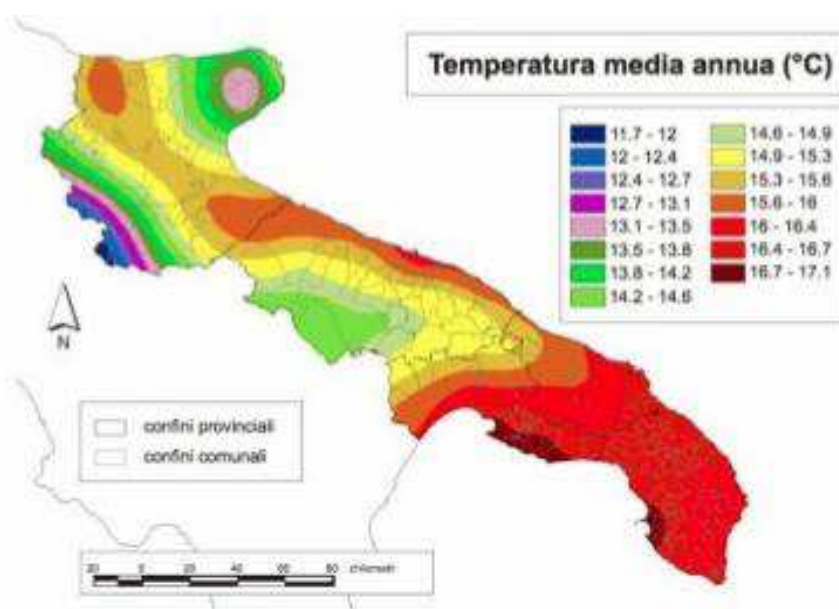 Temperatura media annua (°C)
11.7 - 12
12 - 12.4
12.4 - 12.7
12.7 - 13.1
13.1 - 13.5
13.5 - 13.8
13.8 - 14.2
14.2 - 14.6
14.6 - 14.9
14.9 - 15.3
15.3 - 15.6
15.6 - 16
16 - 16.4
16.4 - 16.7
16.7 - 17.1
N
confini provinciali
confini comunali
20 0 20 40 60 80 chilometri